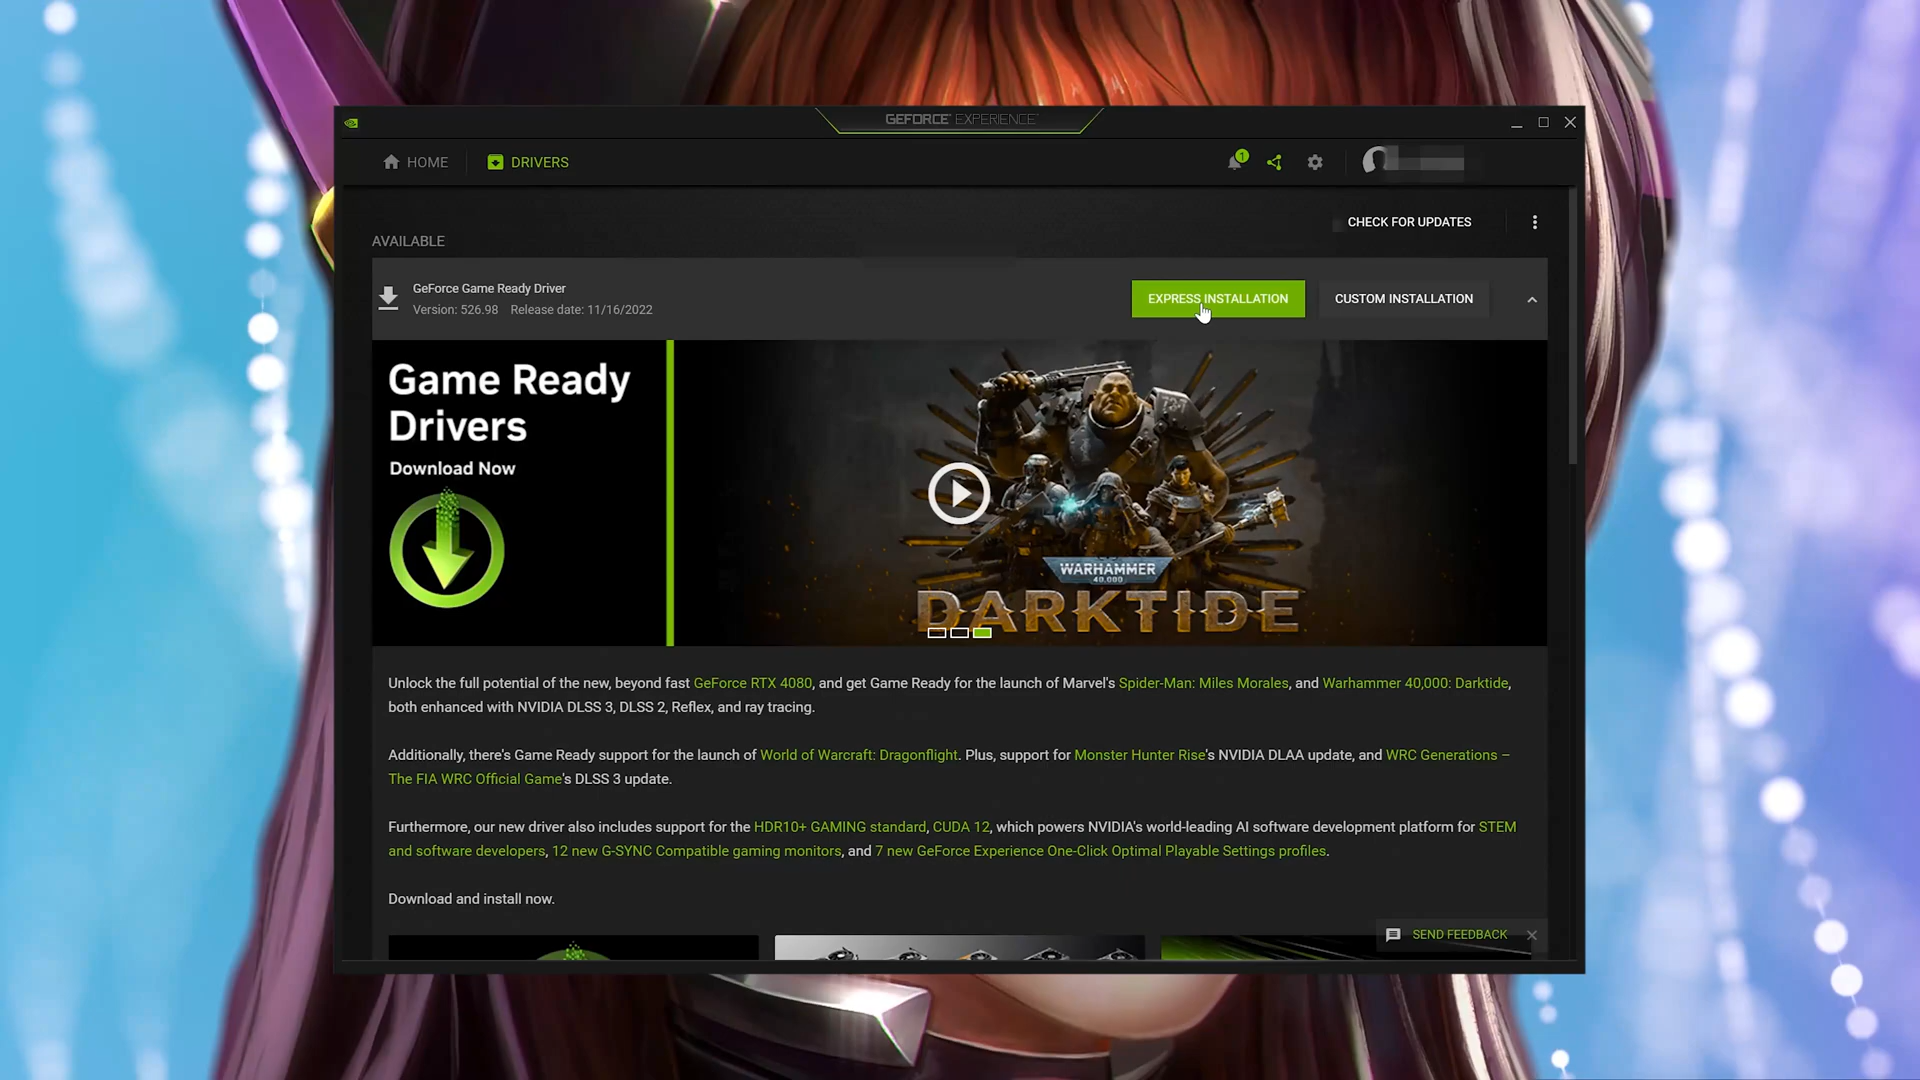 GEFORCE EXPERIENCE
HOME
DRIVERS
1
CHECK FOR UPDATES
AVAILABLE
GeForce Game Ready Driver
Version: 526.98 Release date: 11/16/2022
EXPRESS INSTALLATION
CUSTOM INSTALLATION
Game Ready
Drivers
Download Now
WARHAMMER
40,000
DARKTIDE
Unlock the full potential of the new, beyond fast GeForce RTX 4080, and get Game Ready for the launch of Marvel's Spider-Man: Miles Morales, and Warhammer 40,000: Darktide,
both enhanced with NVIDIA DLSS 3, DLSS 2, Reflex, and ray tracing.
Additionally, there's Game Ready support for the launch of World of Warcraft: Dragonflight. Plus, support for Monster Hunter Rise's NVIDIA DLAA update, and WRC Generations –
The FIA WRC Official Game's DLSS 3 update.
Furthermore, our new driver also includes support for the HDR10+ GAMING standard, CUDA 12, which powers NVIDIA's world-leading AI software development platform for STEM
and software developers, 12 new G-SYNC Compatible gaming monitors, and 7 new GeForce Experience One-Click Optimal Playable Settings profiles.
Download and install now.
SEND FEEDBACK